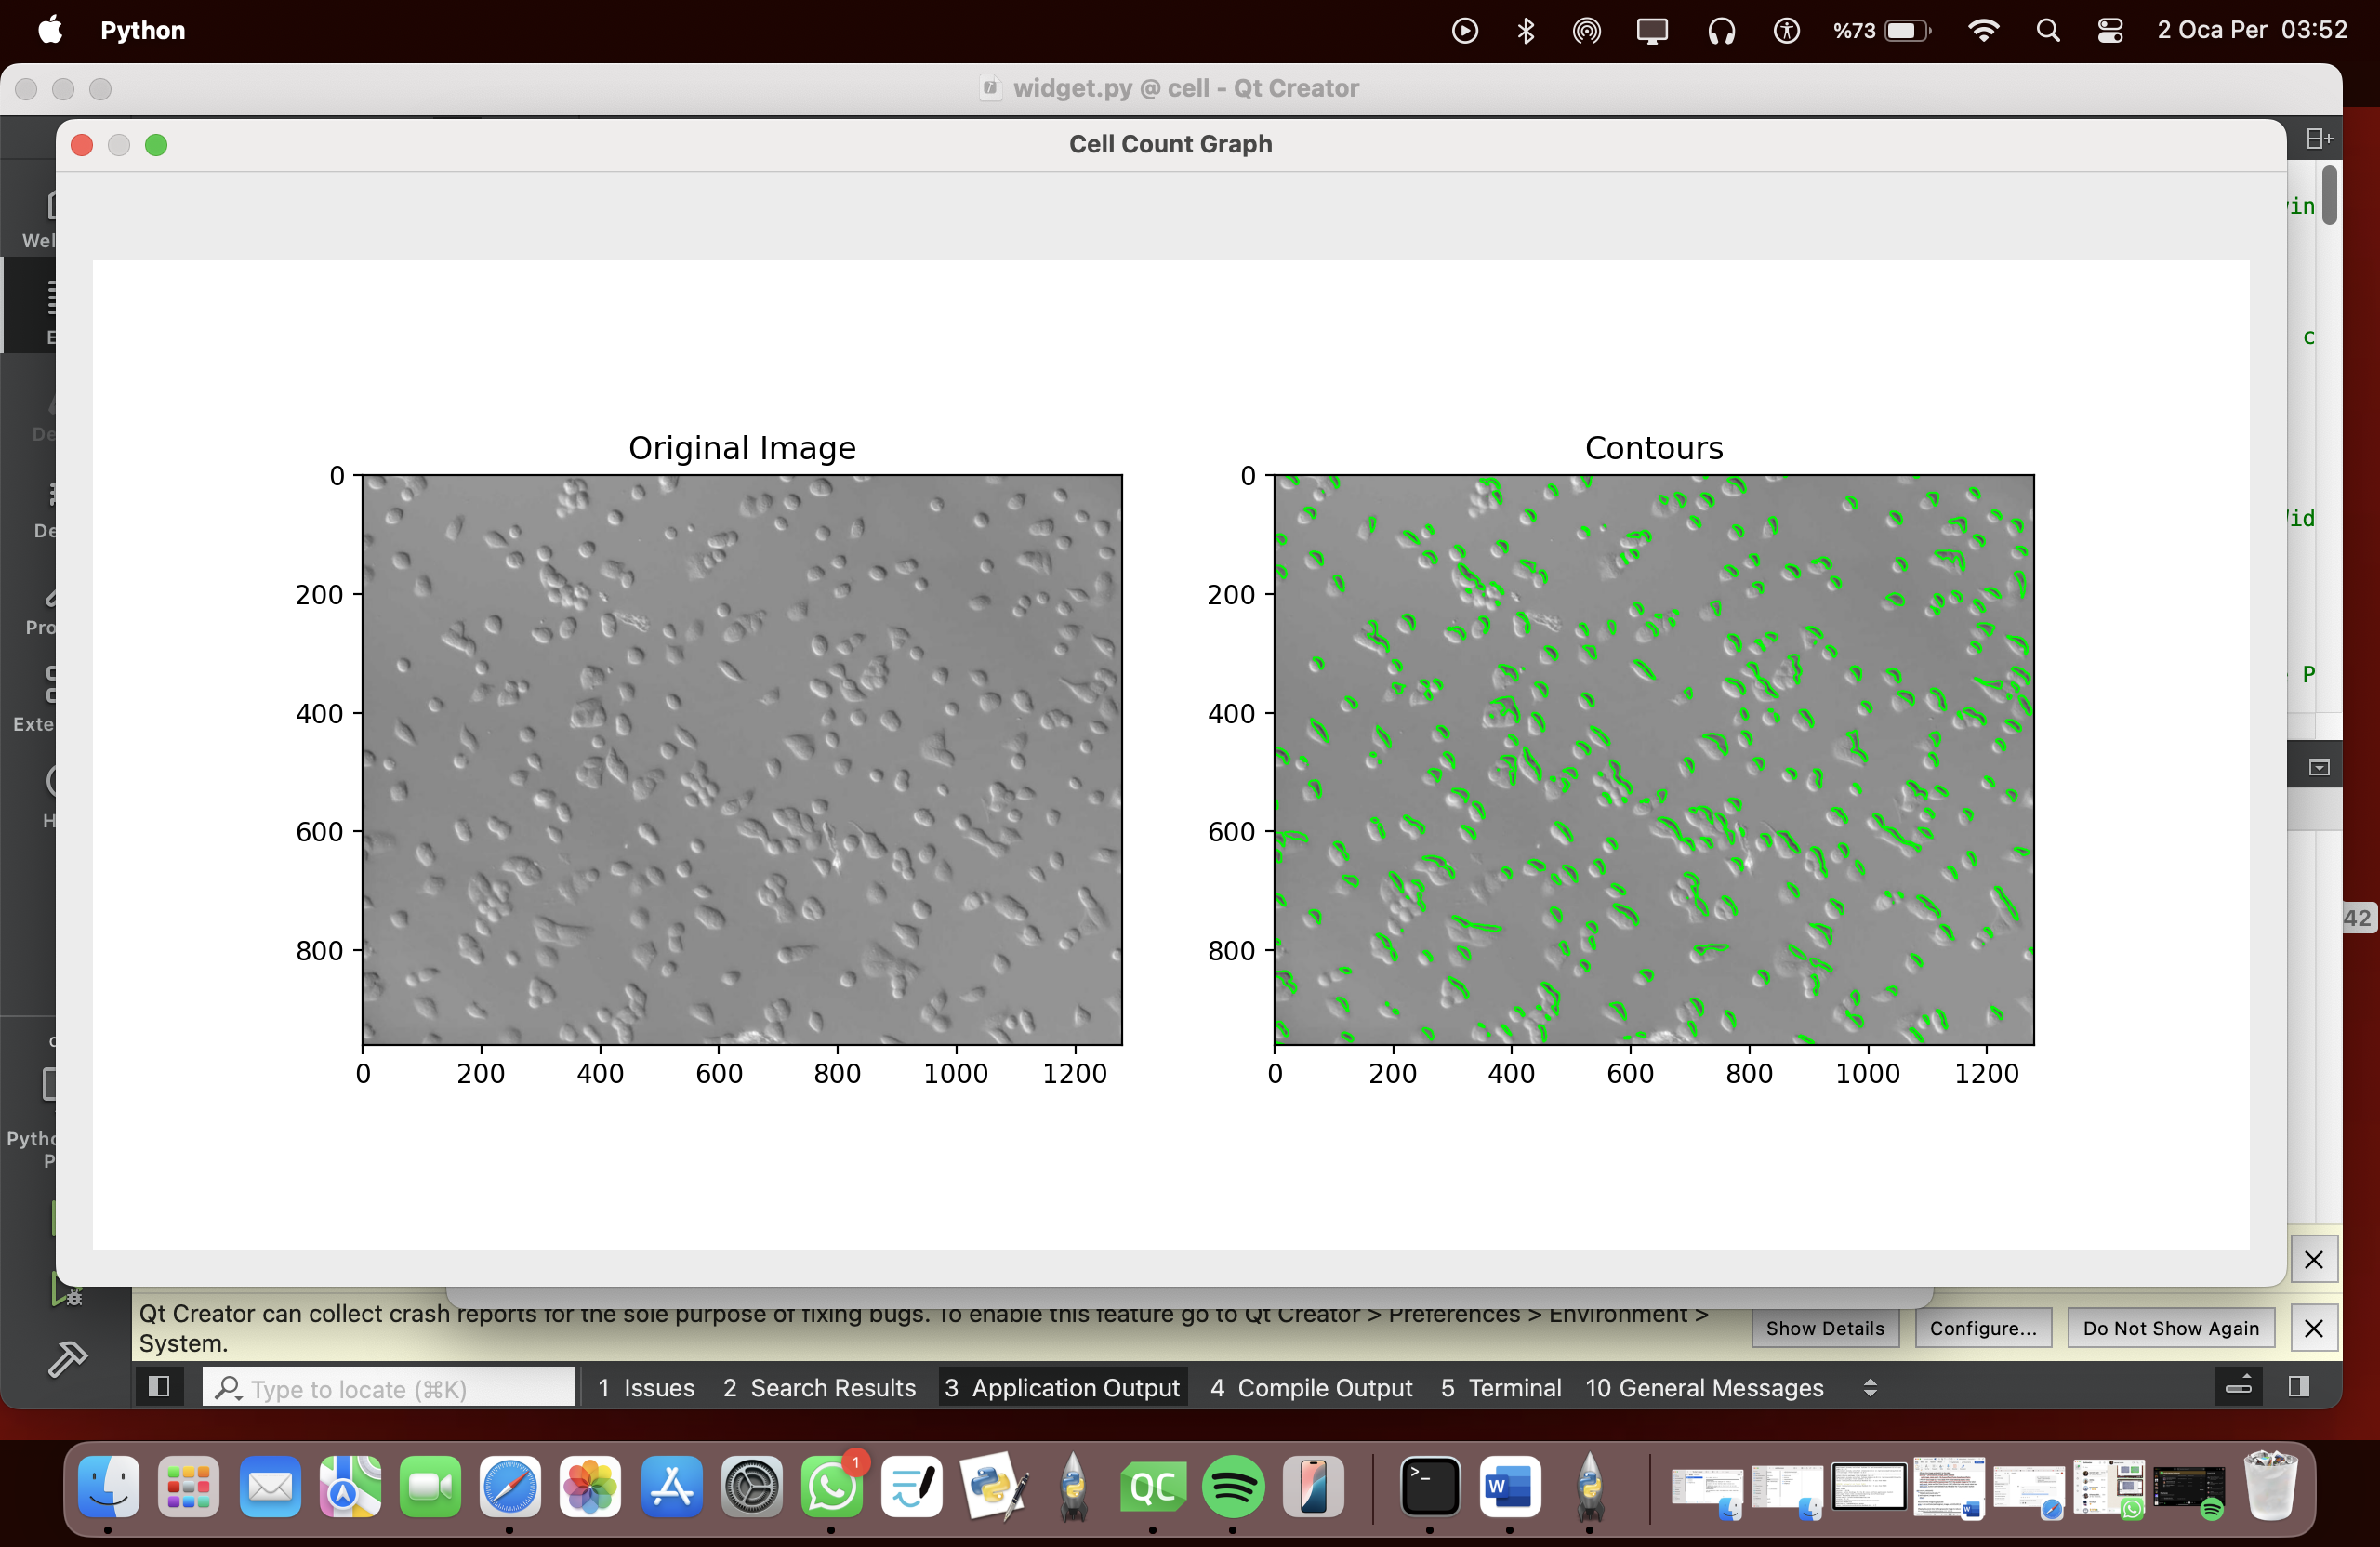 Python
%73
2 Oca Per 03:52
widget.py @ cell - Qt Creator
Cell Count Graph
Original Image
0
200
400
600
800
0 200 400 600 800 1000 1200
Contours
0
200
400
600
800
0 200 400 600 800 1000 1200
42
Qt Creator can collect crash reports for the sole purpose of fixing bugs. To enable this feature go to Qt Creator > Preferences > Environment >
System.
Show Details
Configure...
Do Not Show Again
Type to locate (⌘K)
1 Issues
2 Search Results
3 Application Output
4 Compile Output
5 Terminal
10 General Messages
1
QC
>_
W